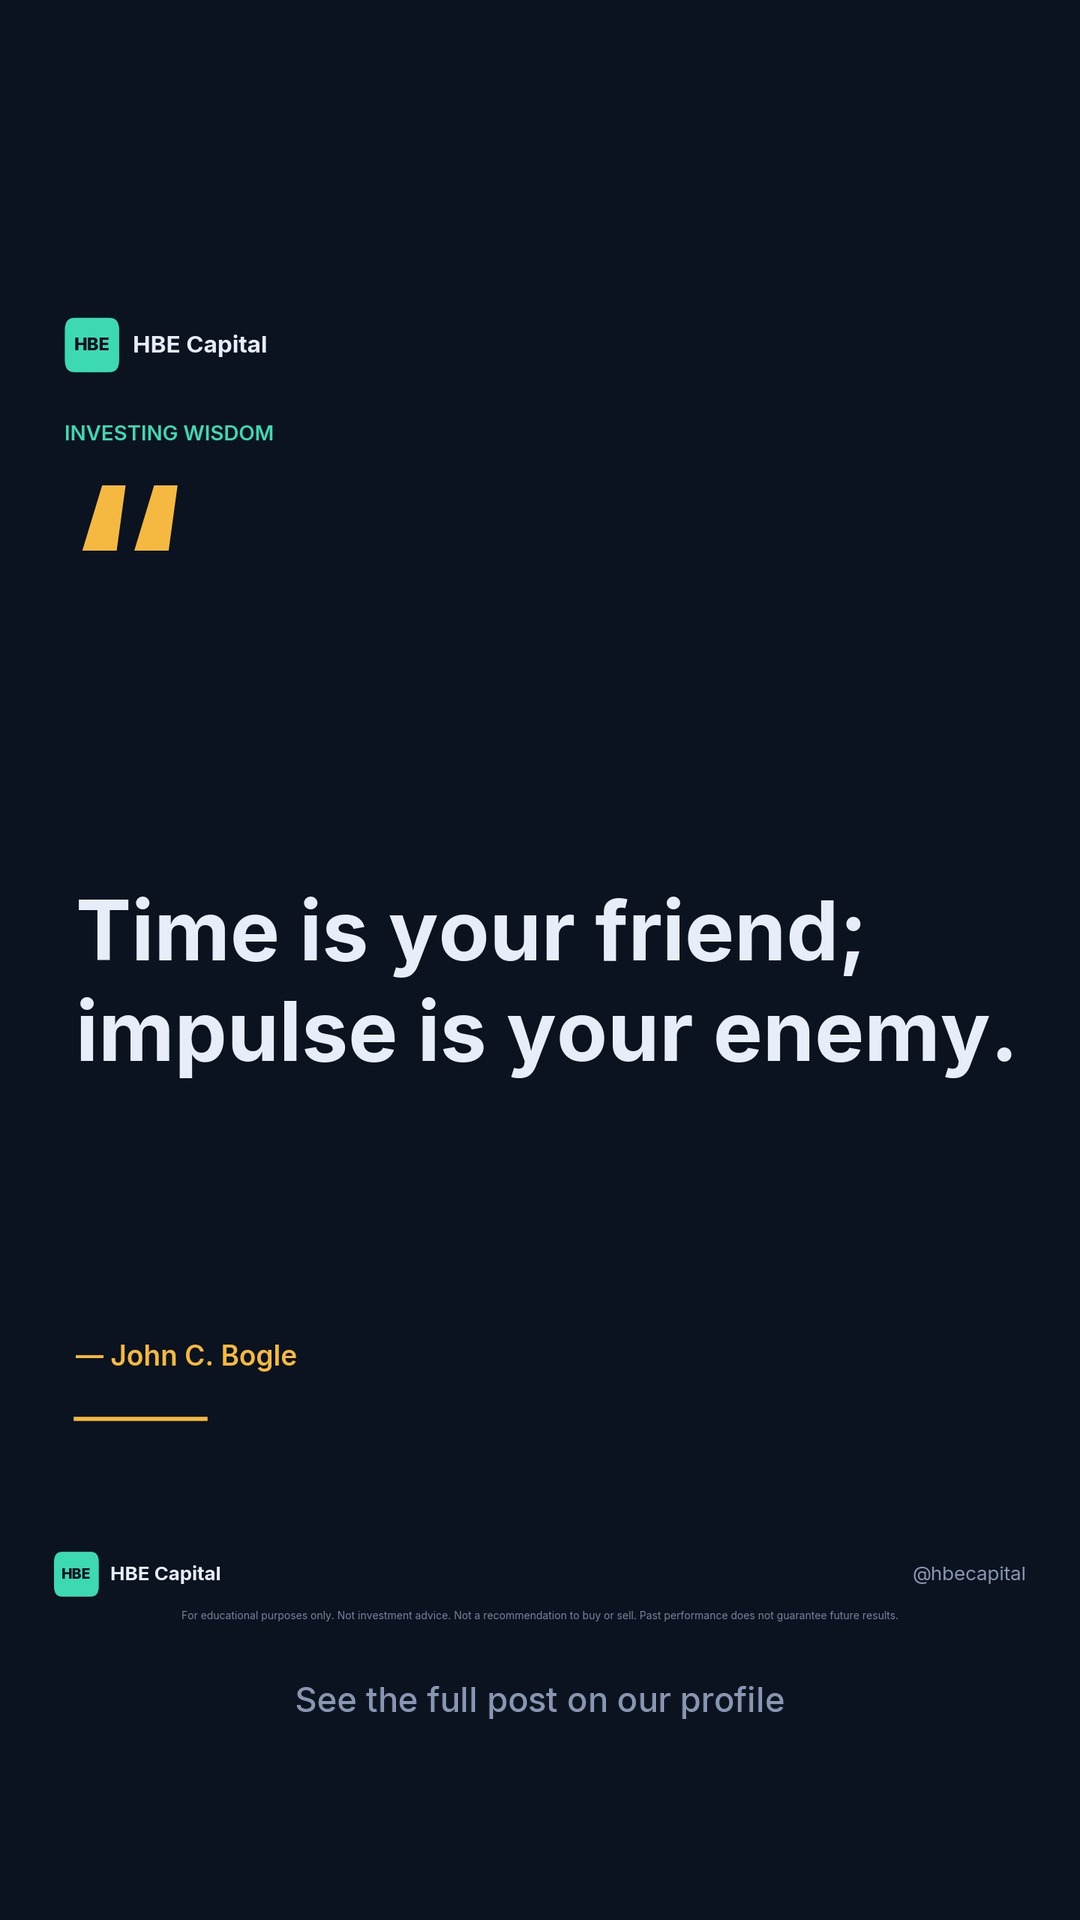 HBE HBE Capital
INVESTING WISDOM
"
Time is your friend;
impulse is your enemy.
— John C. Bogle
HBE HBE Capital @hbecapital
For educational purposes only. Not investment advice. Not a recommendation to buy or sell. Past performance does not guarantee future results.
See the full post on our profile